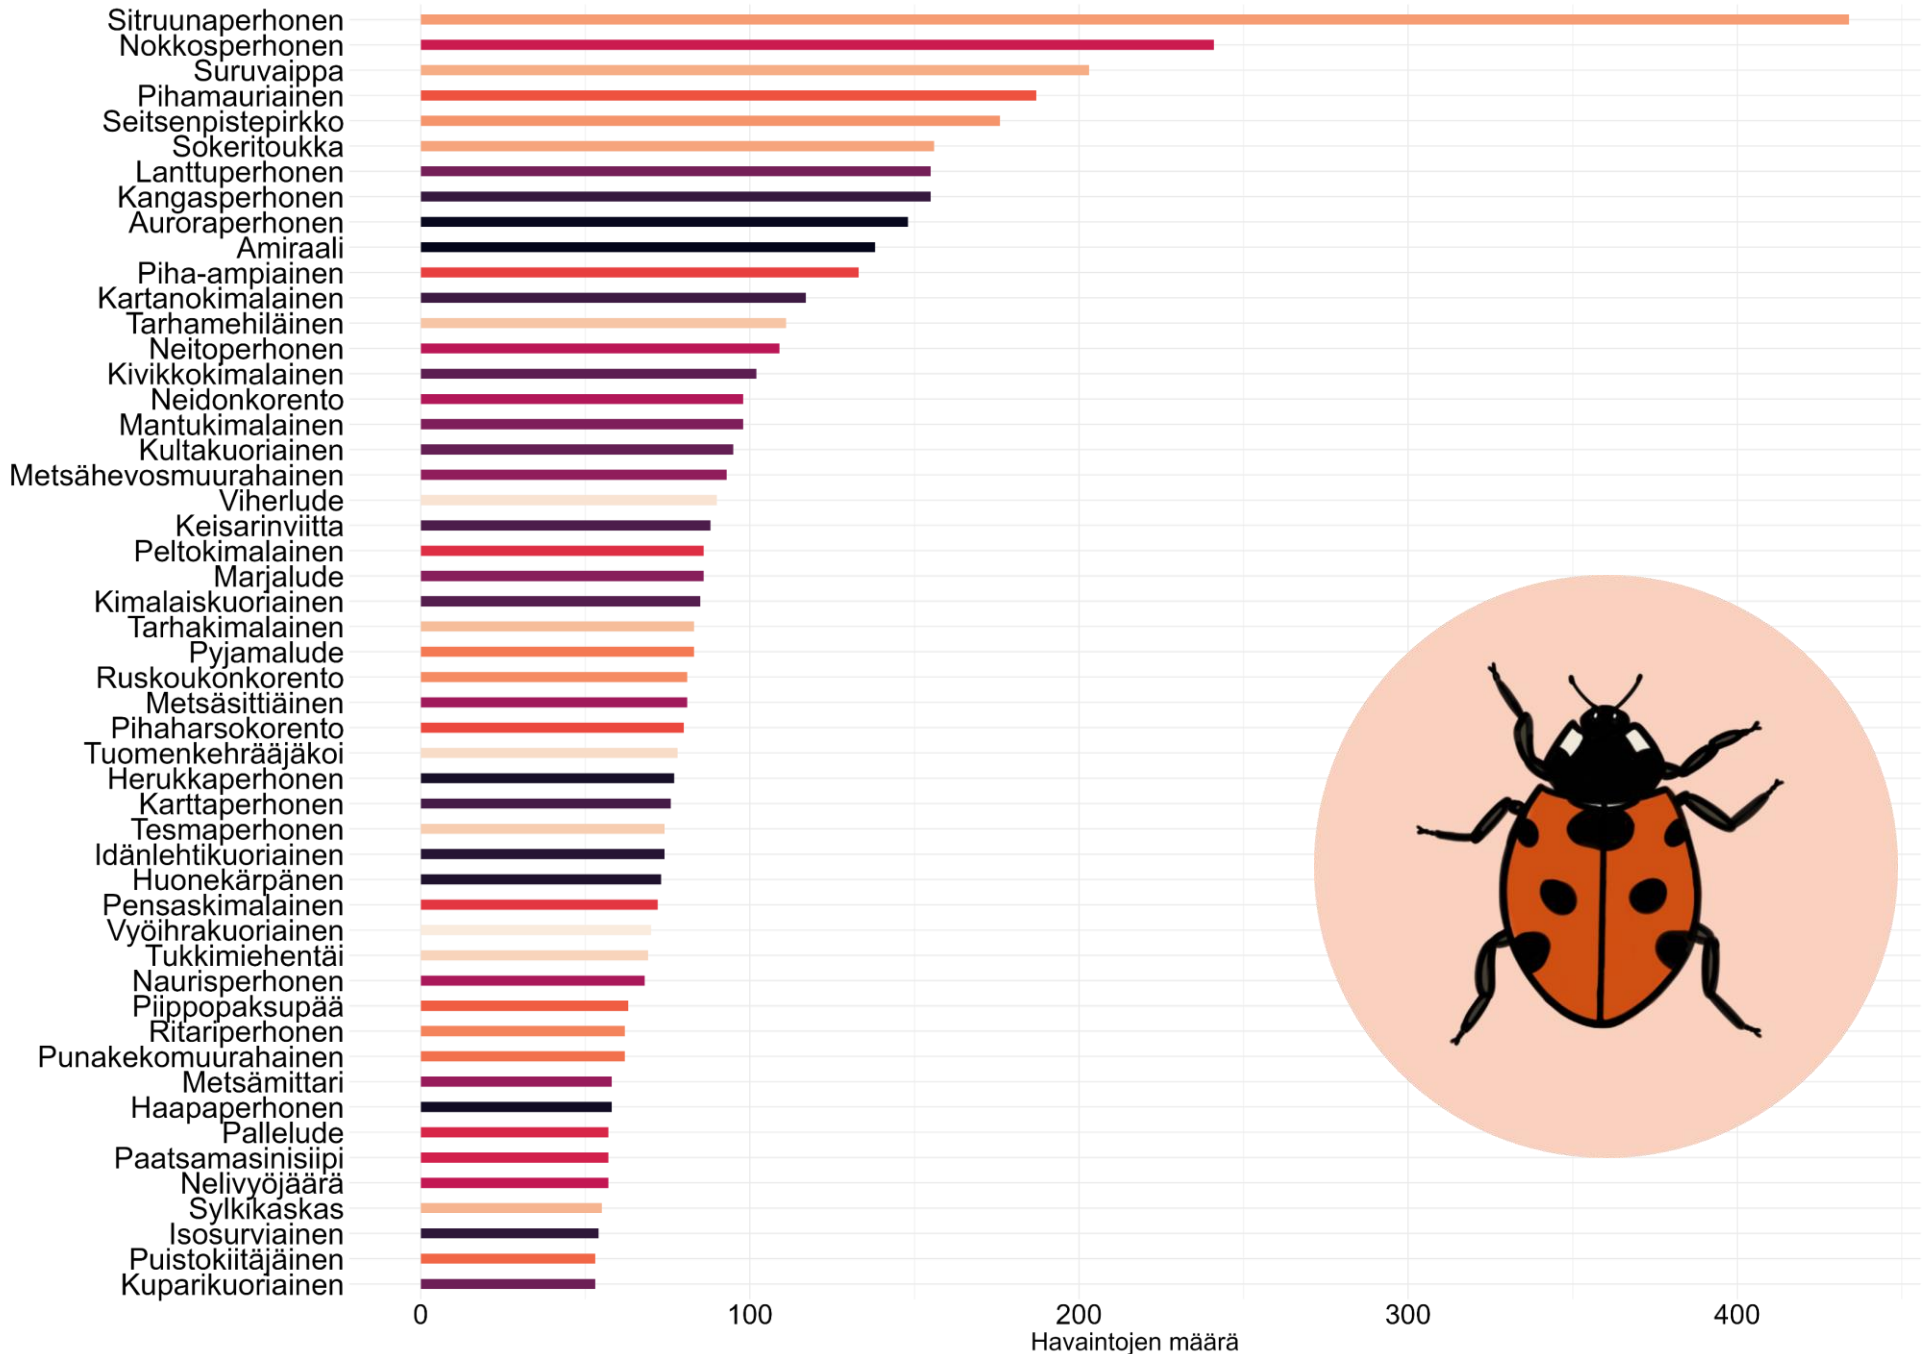 Sitruunaperhonen
Nokkosperhonen
Suruvaippa
Pihamauriainen
Seitsenpistepirkko
Sokeritoukka
Lanttuperhonen
Kangasperhonen
Auroraperhonen
Amiraali
Piha-ampiainen
Kartanokimalainen
Tarhamehiläinen
Neitoperhonen
Kivikkokimalainen
Neidonkorento
Mantukimalainen
Kultakuoriainen
Metsähevosmuurahainen
Viherlude
Keisarinviitta
Peltokimalainen
Marjalude
Kimalaiskuoriainen
Tarhakimalainen
Pyjamalude
Ruskoukonkorento
Metsäsittiäinen
Pihaharsokorento
Tuomenkehrääjäkoi
Herukkaperhonen
Karttaperhonen
Tesmaperhonen
Idänlehtikuoriainen
Huonekärpänen
Pensaskimalainen
Vyöihrakuoriainen
Tukkimiehentäi
Naurisperhonen
Piippopaksupää
Ritariperhonen
Punakekomuurahainen
Metsämittari
Haapaperhonen
Pallelude
Paatsamasinisiipi
Nelivyöjäärä
Sylkikaskas
Isosurviainen
Puistokiitäjäinen
Kuparikuoriainen
0 100 200 300 400
Havaintojen määrä